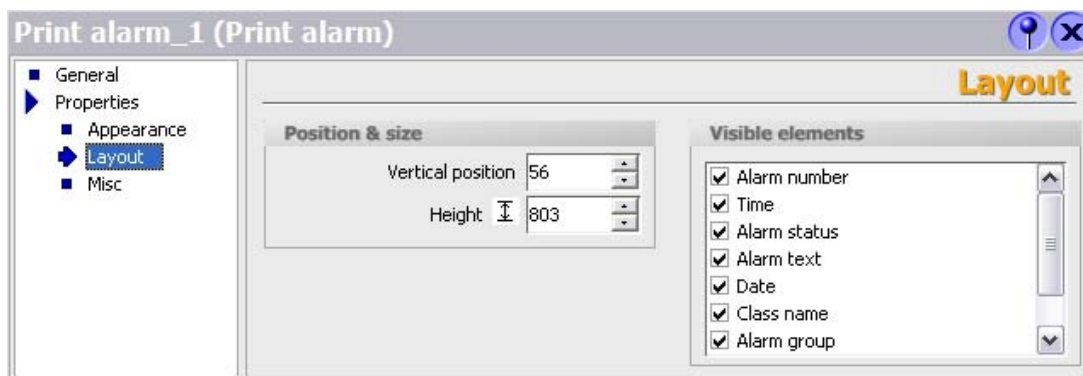 Print alarm_1 (Print alarm)
General
Properties
Appearance
Layout
Misc
Layout
Position & size
Vertical position 56
Height 803
Visible elements
Alarm number
Time
Alarm status
Alarm text
Date
Class name
Alarm group